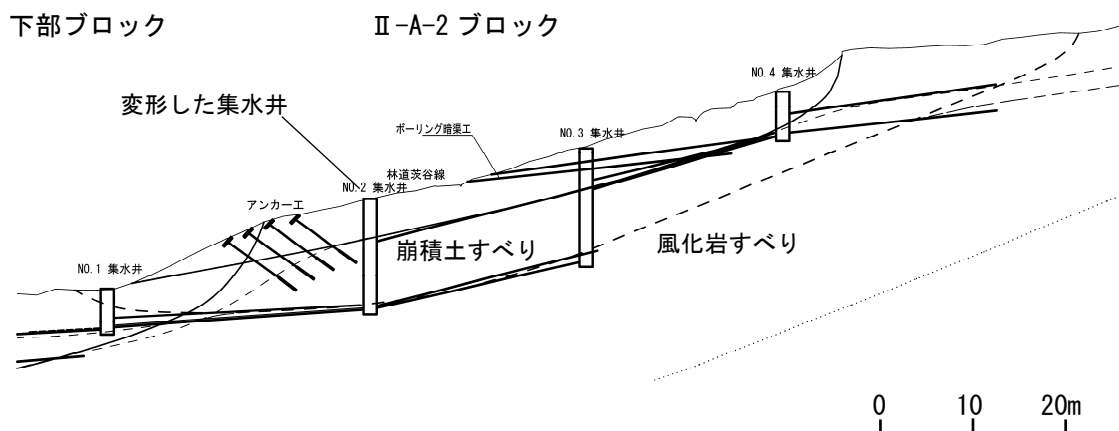 下部ブロック
Ⅱ-A-2 ブロック
NO.4 集水井
変形した集水井
ボーリング暗渠工
NO.3 集水井
林道茨谷線
NO.2 集水井
アンカー工
崩積土すべり
風化岩すべり
NO.1 集水井
0 10 20m